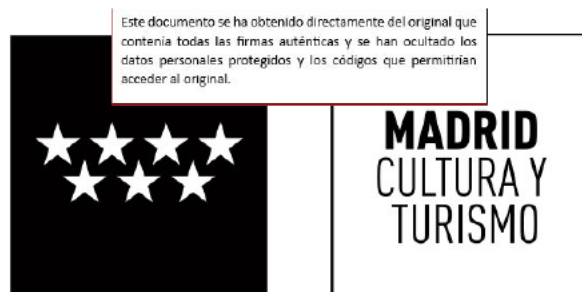 Este documento se ha obtenido directamente del original que
contenía todas las firmas auténticas y se han ocultado los
datos personales protegidos y los códigos que permitirían
acceder al original.
MADRID
CULTURA Y
TURISMO